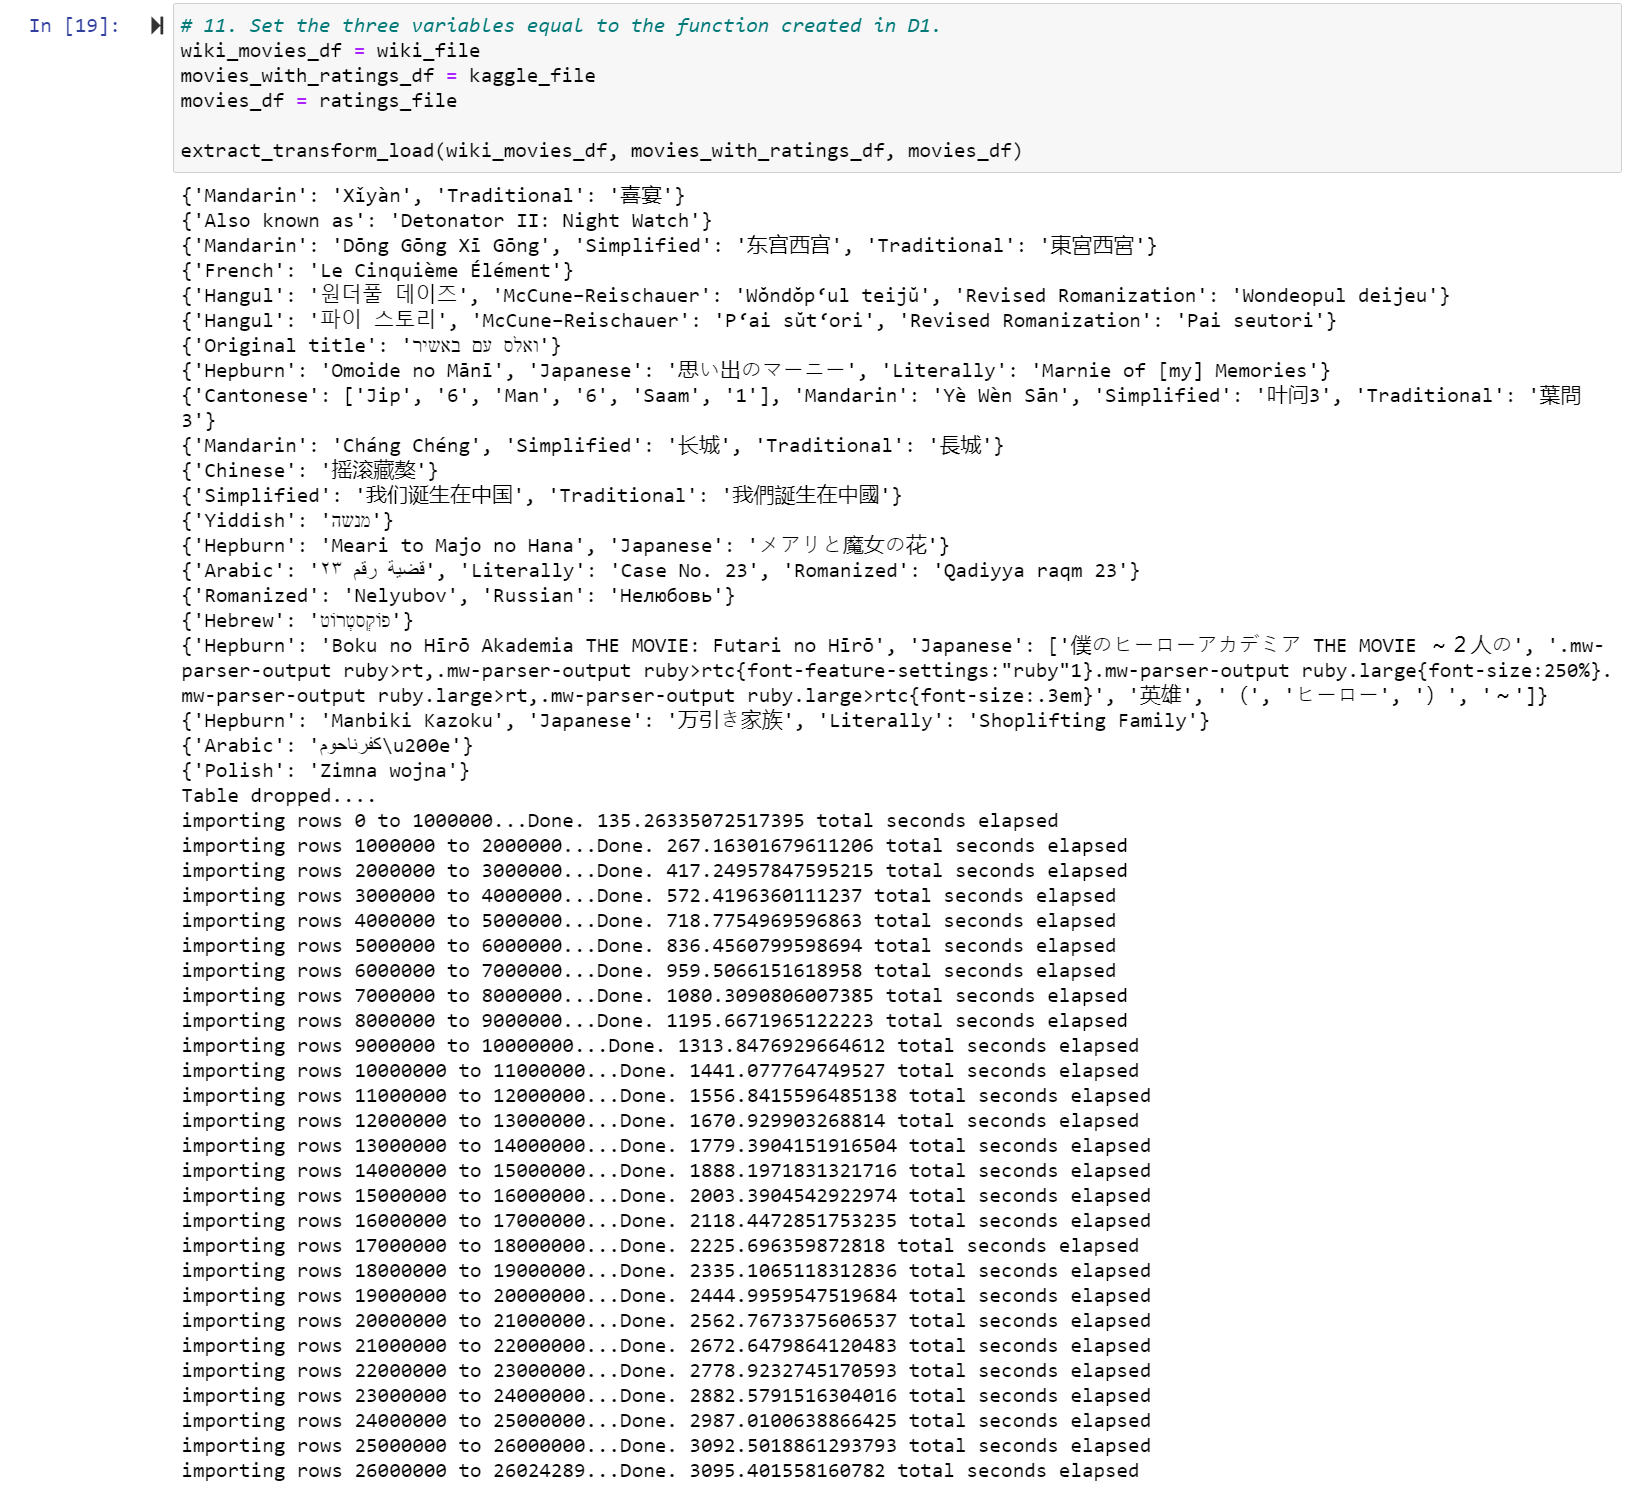 In [19]:
# 11. Set the three variables equal to the function created in D1.
wiki_movies_df = wiki_file
movies_with_ratings_df = kaggle_file
movies_df = ratings_file
extract_transform_load(wiki_movies_df, movies_with_ratings_df, movies_df)
{'Mandarin': 'Xǐyàn', 'Traditional': '喜宴'}
{'Also known as': 'Detonator II: Night Watch'}
{'Mandarin': 'Dōng Gōng Xī Gōng', 'Simplified': '东宫西宫', 'Traditional': '東宮西宮'}
{'French': 'Le Cinquième Élément'}
{'Hangul': '원더풀 데이즈', 'McCune–Reischauer': 'Wŏndŏp‘ul teijŭ', 'Revised Romanization': 'Wondeopul deijeu'}
{'Hangul': '파이 스토리', 'McCune–Reischauer': 'P‘ai sŭt‘ori', 'Revised Romanization': 'Pai seutori'}
{'Original title': 'ואלס עם באשיר'}
{'Hepburn': 'Omoide no Mānī', 'Japanese': '思い出のマーニー', 'Literally': 'Marnie of [my] Memories'}
{'Cantonese': ['Jip', '6', 'Man', '6', 'Saam', '1'], 'Mandarin': 'Yè Wèn Sān', 'Simplified': '叶问3', 'Traditional': '葉問
3'}
{'Mandarin': 'Cháng Chéng', 'Simplified': '长城', 'Traditional': '長城'}
{'Chinese': '摇滚藏獒'}
{'Simplified': '我们诞生在中国', 'Traditional': '我們誕生在中國'}
{'Yiddish': 'מנשה'}
{'Hepburn': 'Meari to Majo no Hana', 'Japanese': 'メアリと魔女の花'}
{'Arabic': 'قضية رقم ٢٣', 'Literally': 'Case No. 23', 'Romanized': 'Qadiyya raqm 23'}
{'Romanized': 'Nelyubov', 'Russian': 'Нелюбовь'}
{'Hebrew': 'פוֹקְסטְרוֹט'}
{'Hepburn': 'Boku no Hīrō Akademia THE MOVIE: Futari no Hīrō', 'Japanese': ['僕のヒーローアカデミア THE MOVIE ～２人の', '.mw-
parser-output ruby>rt,.mw-parser-output ruby>rtc{font-feature-settings:"ruby"1}.mw-parser-output ruby.large{font-size:250%}.
mw-parser-output ruby.large>rt,.mw-parser-output ruby.large>rtc{font-size:.3em}', '英雄', '（', 'ヒーロー', '）', '～']}
{'Hepburn': 'Manbiki Kazoku', 'Japanese': '万引き家族', 'Literally': 'Shoplifting Family'}
{'Arabic': 'كفرناحوم\u200e'}
{'Polish': 'Zimna wojna'}
Table dropped....
importing rows 0 to 1000000...Done. 135.26335072517395 total seconds elapsed
importing rows 1000000 to 2000000...Done. 267.16301679611206 total seconds elapsed
importing rows 2000000 to 3000000...Done. 417.24957847595215 total seconds elapsed
importing rows 3000000 to 4000000...Done. 572.4196360111237 total seconds elapsed
importing rows 4000000 to 5000000...Done. 718.7754969596863 total seconds elapsed
importing rows 5000000 to 6000000...Done. 836.4560799598694 total seconds elapsed
importing rows 6000000 to 7000000...Done. 959.5066151618958 total seconds elapsed
importing rows 7000000 to 8000000...Done. 1080.3090806007385 total seconds elapsed
importing rows 8000000 to 9000000...Done. 1195.6671965122223 total seconds elapsed
importing rows 9000000 to 10000000...Done. 1313.8476929664612 total seconds elapsed
importing rows 10000000 to 11000000...Done. 1441.077764749527 total seconds elapsed
importing rows 11000000 to 12000000...Done. 1556.8415596485138 total seconds elapsed
importing rows 12000000 to 13000000...Done. 1670.929903268814 total seconds elapsed
importing rows 13000000 to 14000000...Done. 1779.3904151916504 total seconds elapsed
importing rows 14000000 to 15000000...Done. 1888.1971831321716 total seconds elapsed
importing rows 15000000 to 16000000...Done. 2003.3904542922974 total seconds elapsed
importing rows 16000000 to 17000000...Done. 2118.4472851753235 total seconds elapsed
importing rows 17000000 to 18000000...Done. 2225.696359872818 total seconds elapsed
importing rows 18000000 to 19000000...Done. 2335.1065118312836 total seconds elapsed
importing rows 19000000 to 20000000...Done. 2444.9959547519684 total seconds elapsed
importing rows 20000000 to 21000000...Done. 2562.7673375606537 total seconds elapsed
importing rows 21000000 to 22000000...Done. 2672.6479864120483 total seconds elapsed
importing rows 22000000 to 23000000...Done. 2778.9232745170593 total seconds elapsed
importing rows 23000000 to 24000000...Done. 2882.5791516304016 total seconds elapsed
importing rows 24000000 to 25000000...Done. 2987.0100638866425 total seconds elapsed
importing rows 25000000 to 26000000...Done. 3092.5018861293793 total seconds elapsed
importing rows 26000000 to 26024289...Done. 3095.401558160782 total seconds elapsed